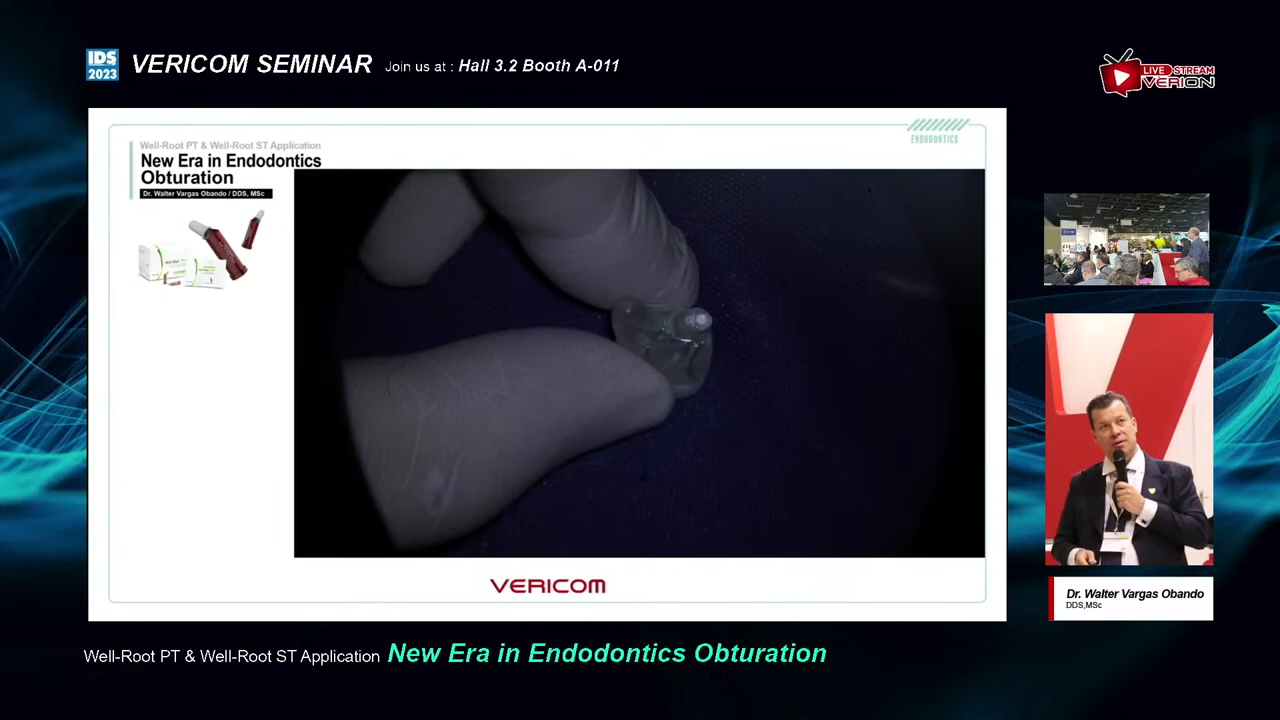 IDS
2023
VERICOM SEMINAR Join us at : Hall 3.2 Booth A-011
LIVE STREAM
VERION
Well-Root PT & Well-Root ST Application
New Era in Endodontics
Obturation
Dr. Walter Vargas Obando / DDS, MSc
ENDODONTICS
VERICOM
Dr. Walter Vargas Obando
DDS,MSc
Well-Root PT & Well-Root ST Application New Era in Endodontics Obturation